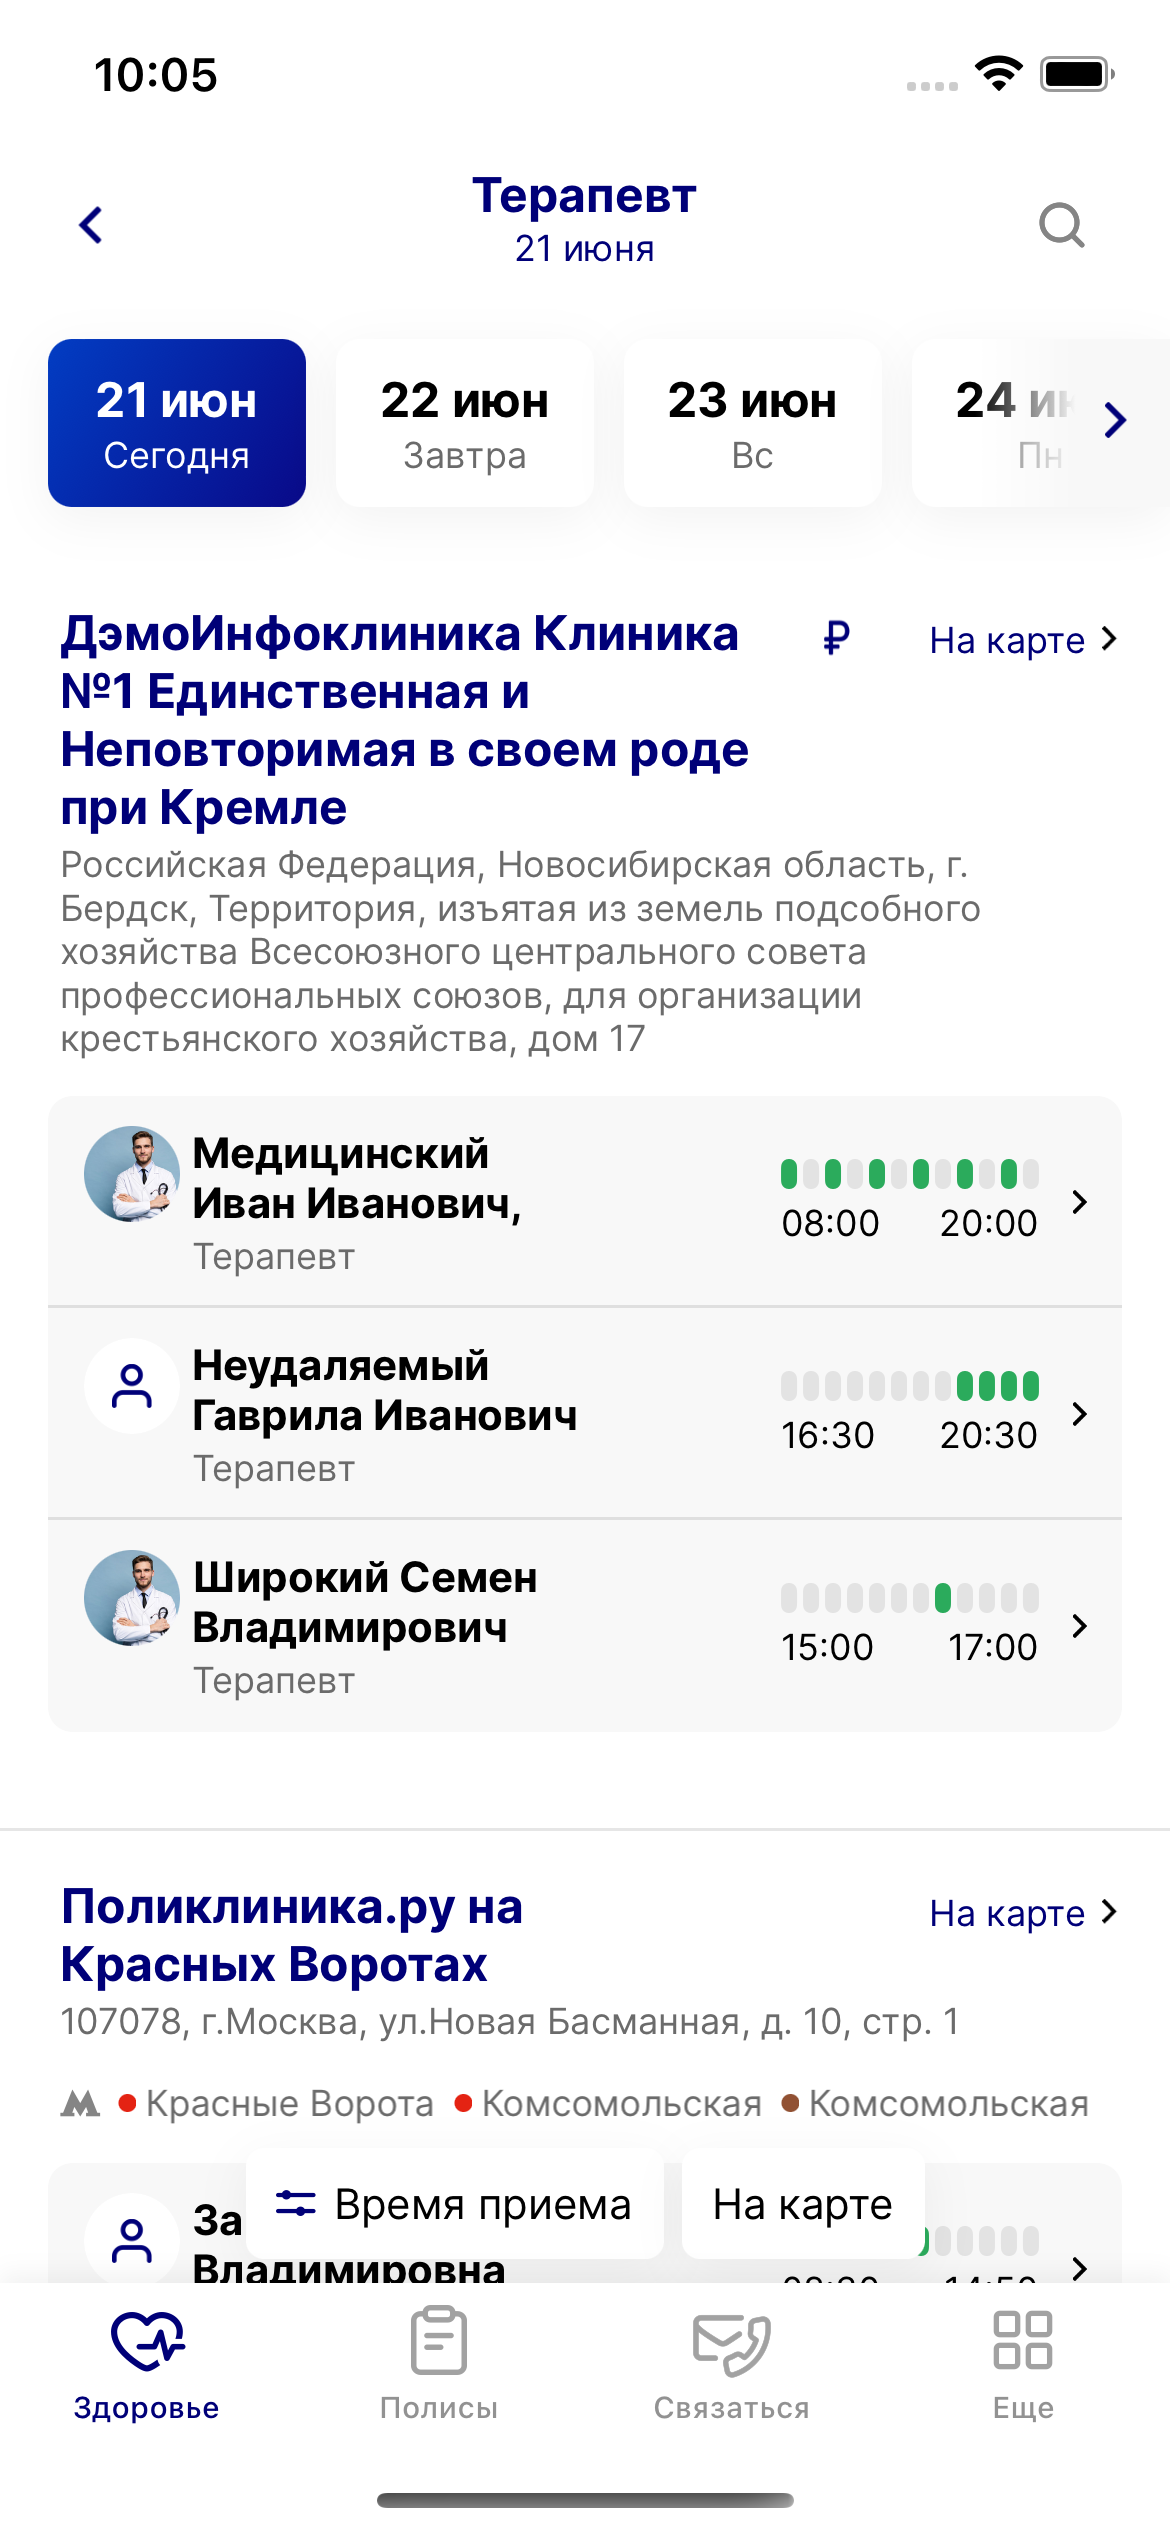 10:05
Терапевт
21 июня
21 июн
Сегодня
22 июн
Завтра
23 июн
Вс
24
Пн
ДэмоИнфоклиника Клиника
№1 Единственная и
Неповторимая в своем роде
при Кремле
₽
На карте
Российская Федерация, Новосибирская область, г.
Бердск, Территория, изъятая из земель подсобного
хозяйства Всесоюзного центрального совета
профессиональных союзов, для организации
крестьянского хозяйства, дом 17
Медицинский
Иван Иванович,
Терапевт
08:00 20:00
Неудаляемый
Гаврила Иванович
Терапевт
16:30 20:30
Широкий Семен
Владимирович
Терапевт
15:00 17:00
Поликлиника.ру на
Красных Воротах
На карте
107078, г.Москва, ул.Новая Басманная, д. 10, стр. 1
Красные Ворота Комсомольская Комсомольская
За
Владимировна
Время приема
На карте
Здоровье
Полисы
Связаться
Еще